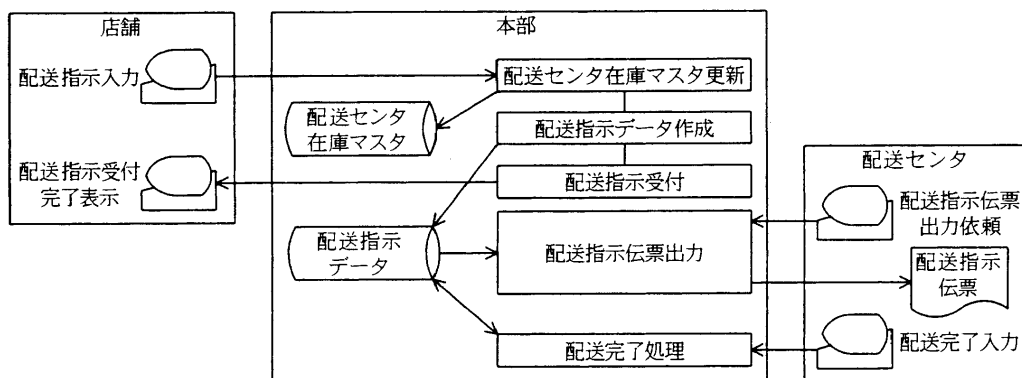 店舗
配送指示入力
配送指示受付
完了表示
本部
配送センタ在庫マスタ更新
配送センタ
在庫マスタ
配送指示データ作成
配送指示受付
配送指示
データ
配送指示伝票出力
配送完了処理
配送センタ
配送指示伝票
出力依頼
配送指示
伝票
配送完了入力